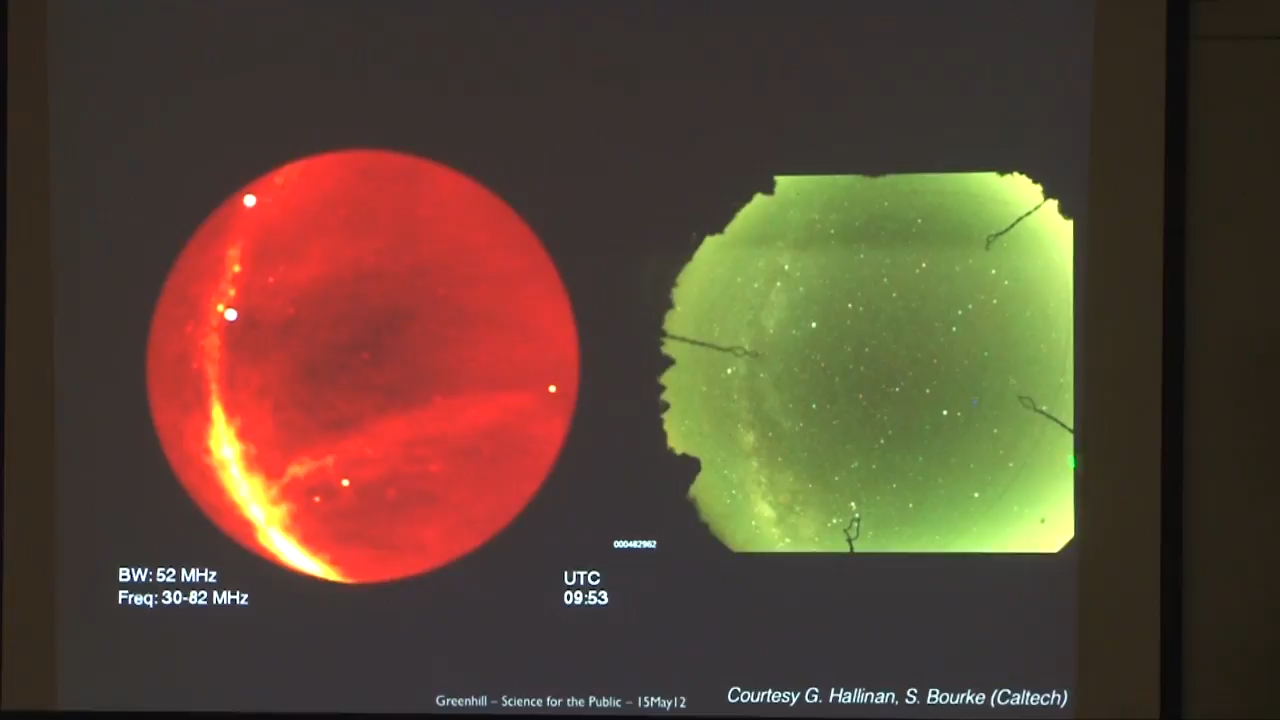 000482962
BW: 52 MHz
Freq: 30-82 MHz
UTC
09:53
Greenhill – Science for the Public – 15May12
Courtesy G. Hallinan, S. Bourke (Caltech)